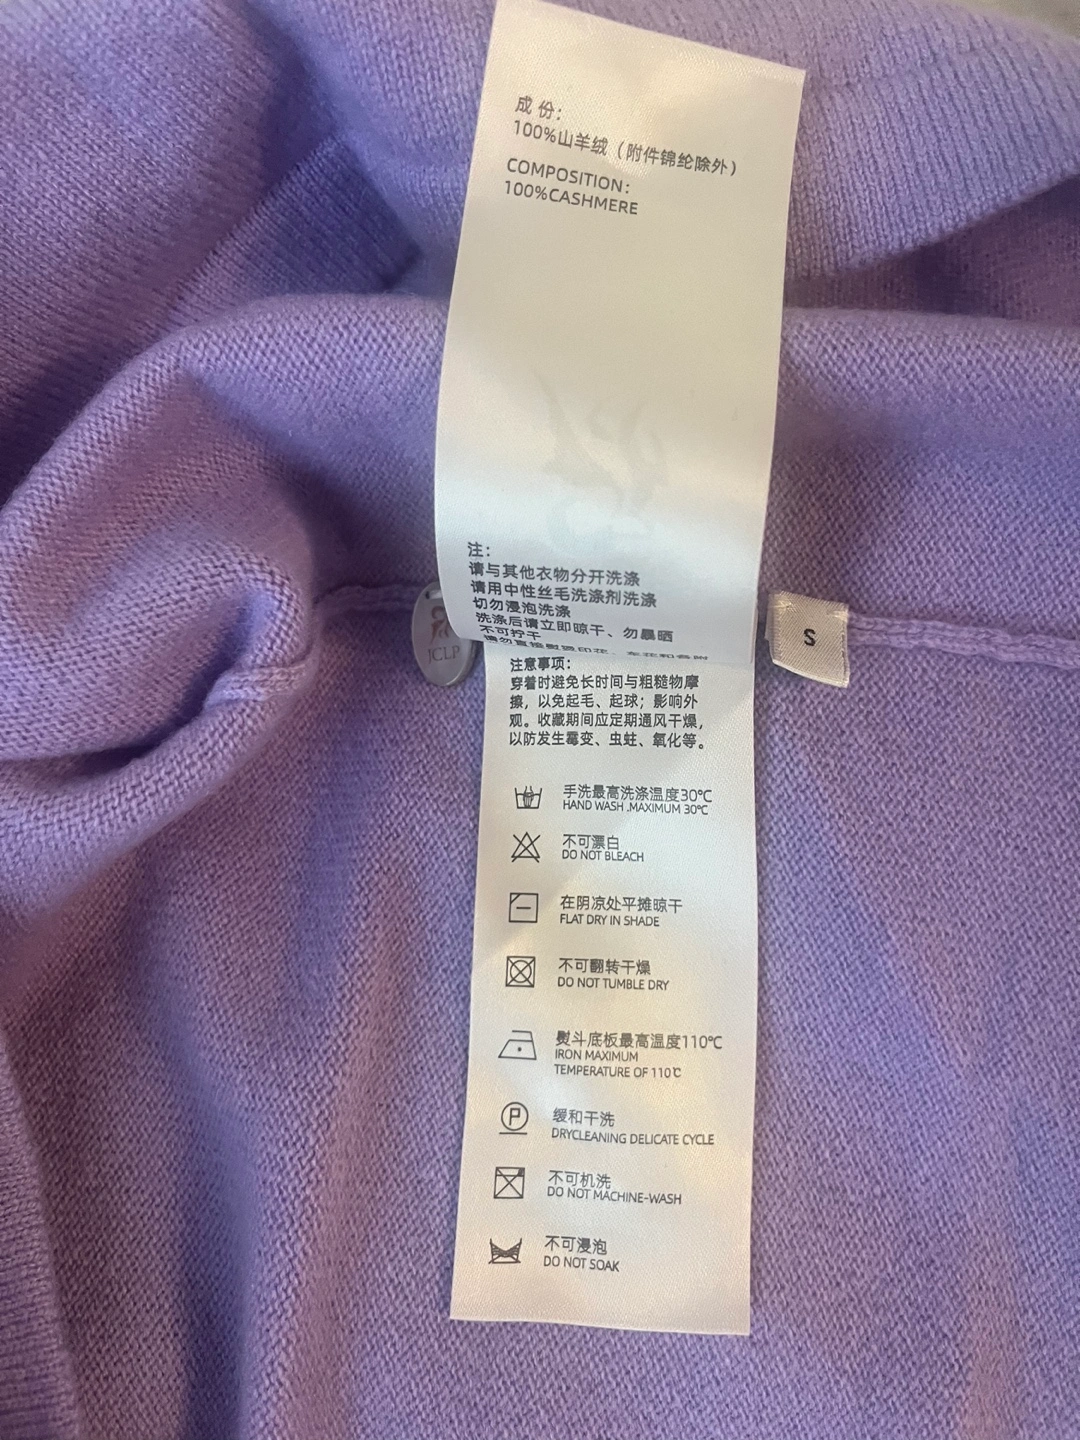 成 份：
100%山羊绒（附件锦纶除外）
COMPOSITION:
100%CASHMERE
注：
请与其他衣物分开洗涤
请用中性丝毛洗涤剂洗涤
切勿浸泡洗涤
洗涤后请立即晾干、勿暴晒
不可拧干
JCLP
S
注意事项：
穿着时避免长时间与粗糙物摩
擦，以免起毛、起球；影响外
观。收藏期间应定期通风干燥，
以防发生霉变、虫蛀、氧化等。
手洗最高洗涤温度30℃
HAND WASH ,MAXIMUM 30℃
不可漂白
DO NOT BLEACH
在阴凉处平摊晾干
FLAT DRY IN SHADE
不可翻转干燥
DO NOT TUMBLE DRY
熨斗底板最高温度110℃
IRON MAXIMUM
TEMPERATURE OF 110℃
P
缓和干洗
DRYCLEANING DELICATE CYCLE
不可机洗
DO NOT MACHINE-WASH
不可浸泡
DO NOT SOAK